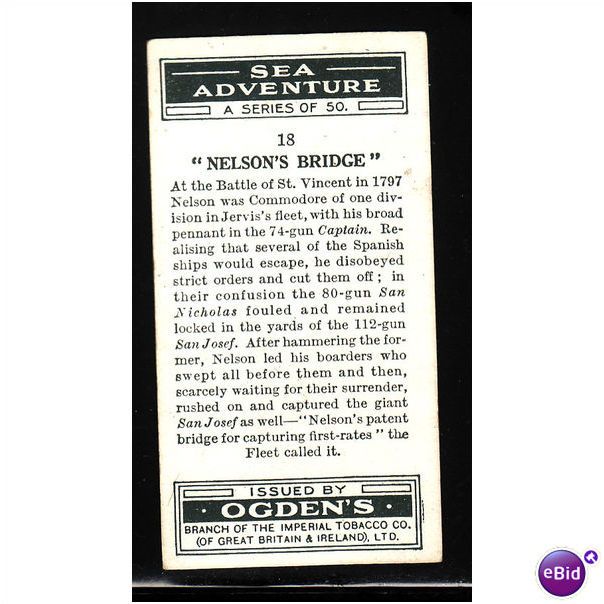 SEA
ADVENTURE
A SERIES OF 50.
18
"NELSON'S BRIDGE"
At the Battle of St. Vincent in 1797
Nelson was Commodore of one div-
ision in Jervis's fleet, with his broad
pennant in the 74-gun Captain. Re-
alising that several of the Spanish
ships would escape, he disobeyed
strict orders and cut them off; in
their confusion the 80-gun San
Nicholas fouled and remained
locked in the yards of the 112-gun
San Josef. After hammering the for-
mer, Nelson led his boarders who
swept all before them and then,
scarcely waiting for their surrender,
rushed on and captured the giant
San Josef as well—"Nelson's patent
bridge for capturing first-rates" the
Fleet called it.
ISSUED BY
OGDEN'S
BRANCH OF THE IMPERIAL TOBACCO CO.
(OF GREAT BRITAIN & IRELAND), LTD.
eBid